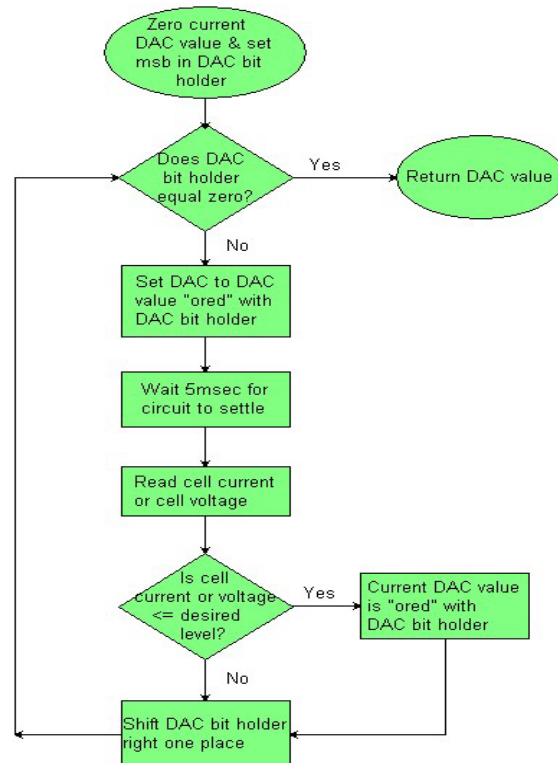 Zero current
DAC value & set
msb in DAC bit
holder
Does DAC
bit holder
equal zero?
Yes
Return DAC value
No
Set DAC to DAC
value "ored" with
DAC bit holder
Wait 5msec for
circuit to settle
Read cell current
or cell voltage
Is cell
current or voltage
<= desired
level?
Yes
Current DAC value
is "ored" with
DAC bit holder
No
Shift DAC bit holder
right one place